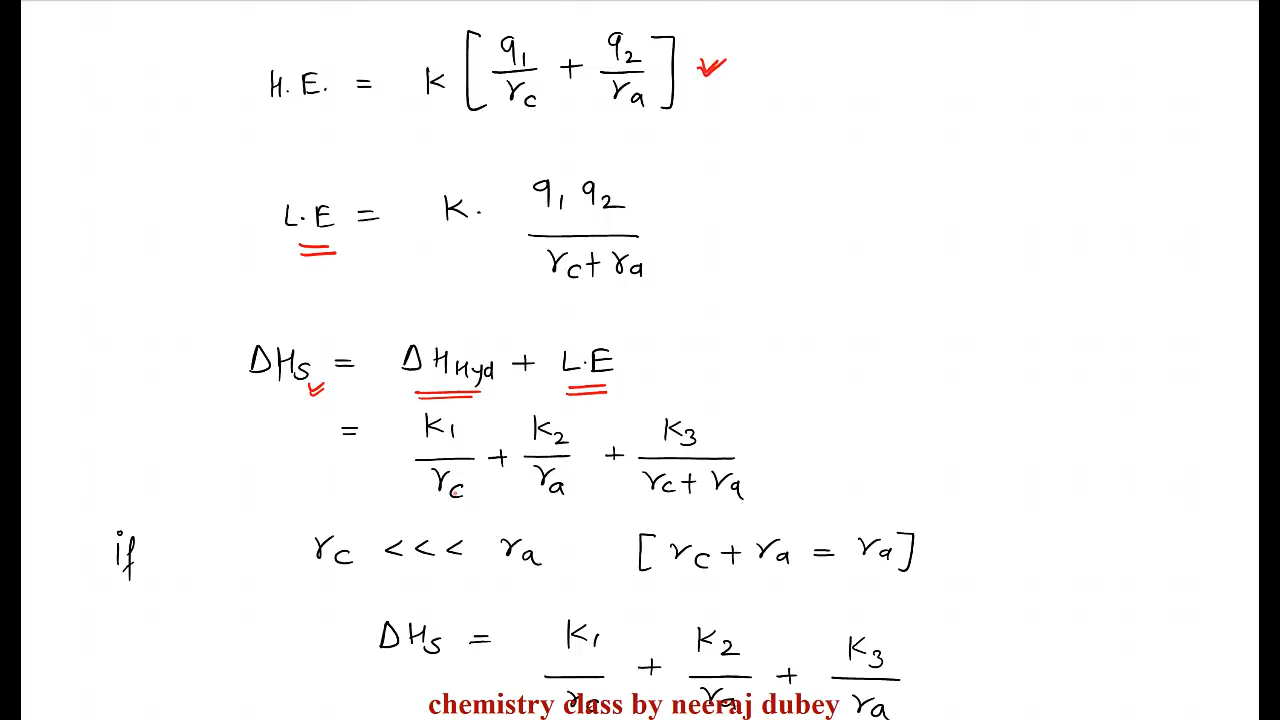 H.E. = K [ q1/rc + q2/ra ]
L.E = K. q1 q2 / rc + ra
ΔHS = ΔHHyd + L.E
= K1/rc + K2/ra + K3/rc + ra
if rc <<< ra [ rc + ra = ra ]
ΔHS = K1/ + K2/ra + K3/ra
chemistry class by neeraj dubey